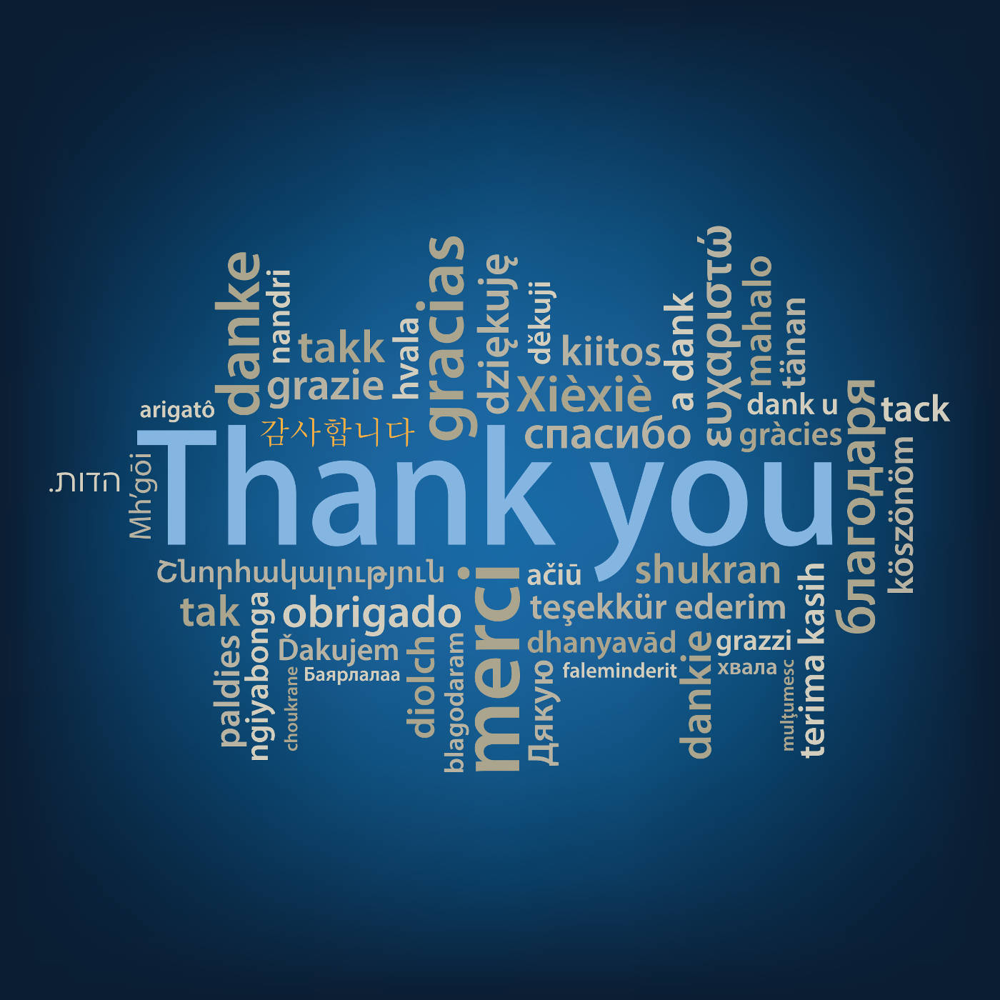 danke
nandri
takk
grazie
hvala
gracias
dziękuję
děkuji
kiitos
Xièxiè
a dank
ευχαριστώ
mahalo
tänan
arigatô
감사합니다
спасибо
dank u
gràcies
благодаря
tack
הדות.
Mh’gōi
Thank you
köszönöm
Շնորհակալություն
merci
ačiū
shukran
tak
ngiyabonga
obrigado
teşekkür ederim
terima kasih
paldies
Ďakujem
choukrane
Баярлалаа
diolch
blagodaram
dhanyavād
Дякую
faleminderit
dankie
grazzi
хвала
mulţumesc